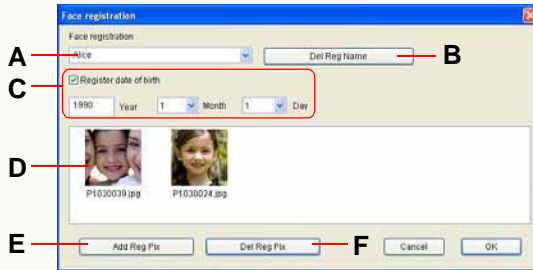 Face registration
Face registration
A Alice Del Reg Name B
C Register date of birth
1990 Year 1 Month 1 Day
D
P1030039.jpg P1030024.jpg
E Add Reg Pix Del Reg Pix F Cancel OK